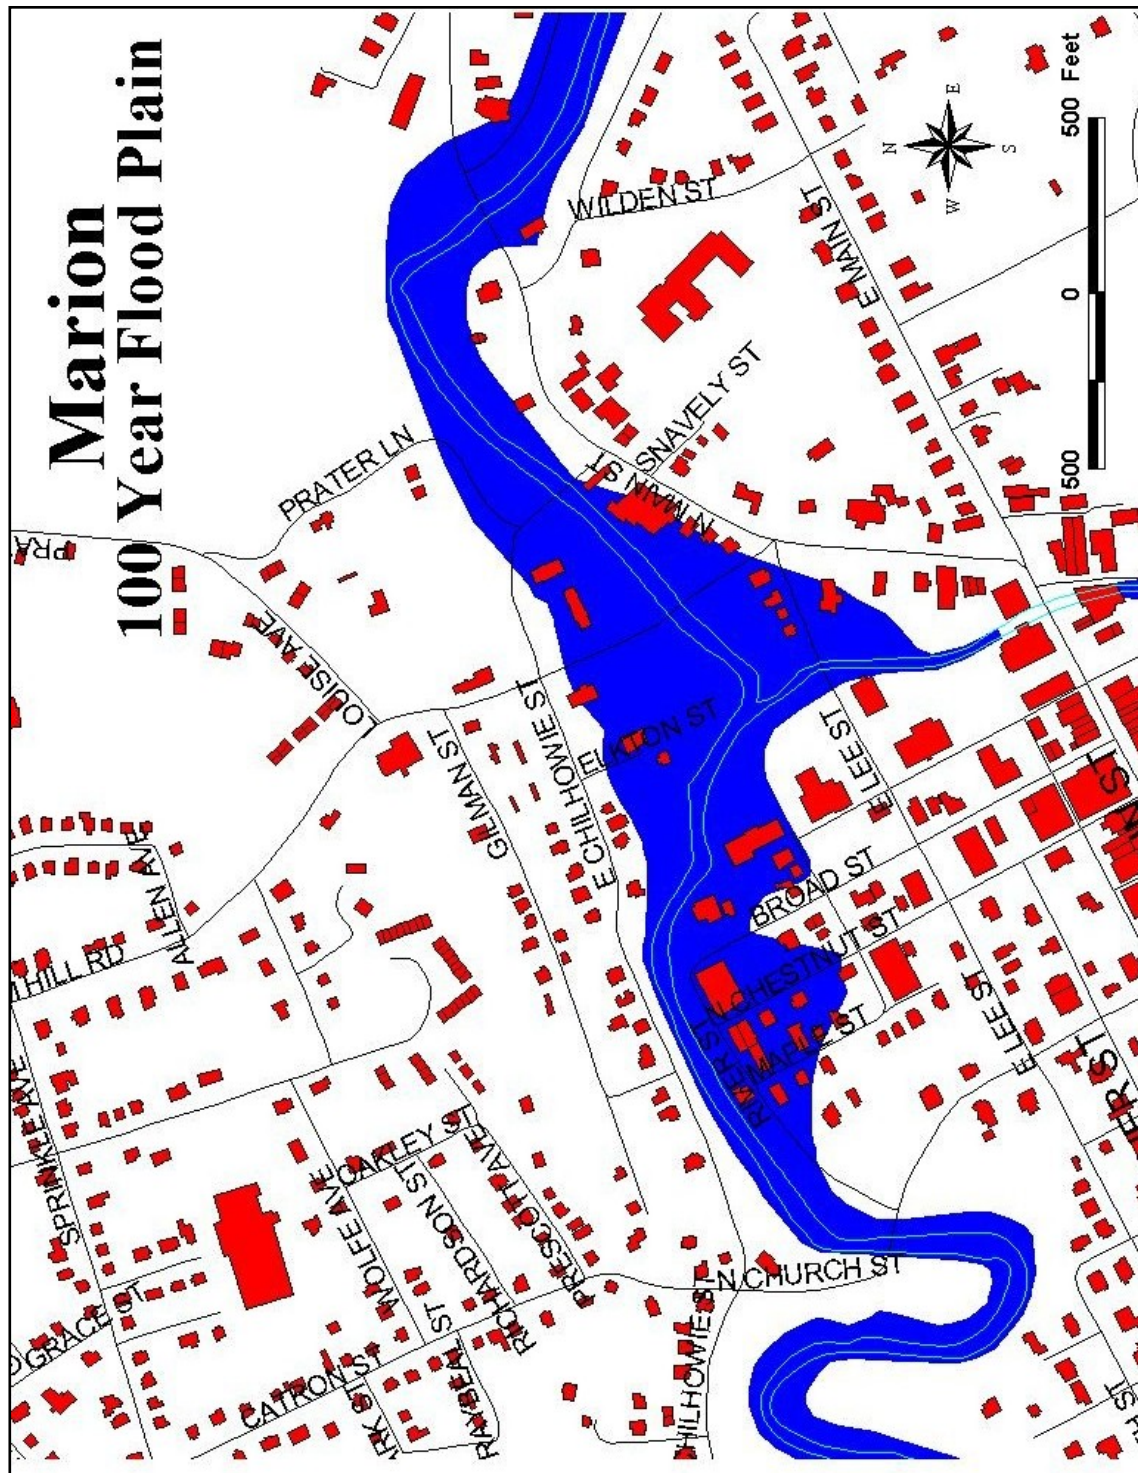 Marion
100 Year Flood Plain
PRA
PRATER LN
LOUISE AVE
ALLEN AVE
HILL RD
SPRINKLE AVE
GRACE ST
CATRON ST
WOLFE AVE
OAKLEY ST
RICHARDSON ST
PRESCOTT AVE
GILMAN ST
E CHILHOWIE ST
ELKTON ST
WILDEN ST
SNAVELY ST
N MAIN ST
E MAIN ST
E LEE ST
BROAD ST
N CHESTNUT ST
MAPLE ST
RIVER ST
E LEE ST
N CHURCH ST
N
E
S
W
500
0
500 Feet